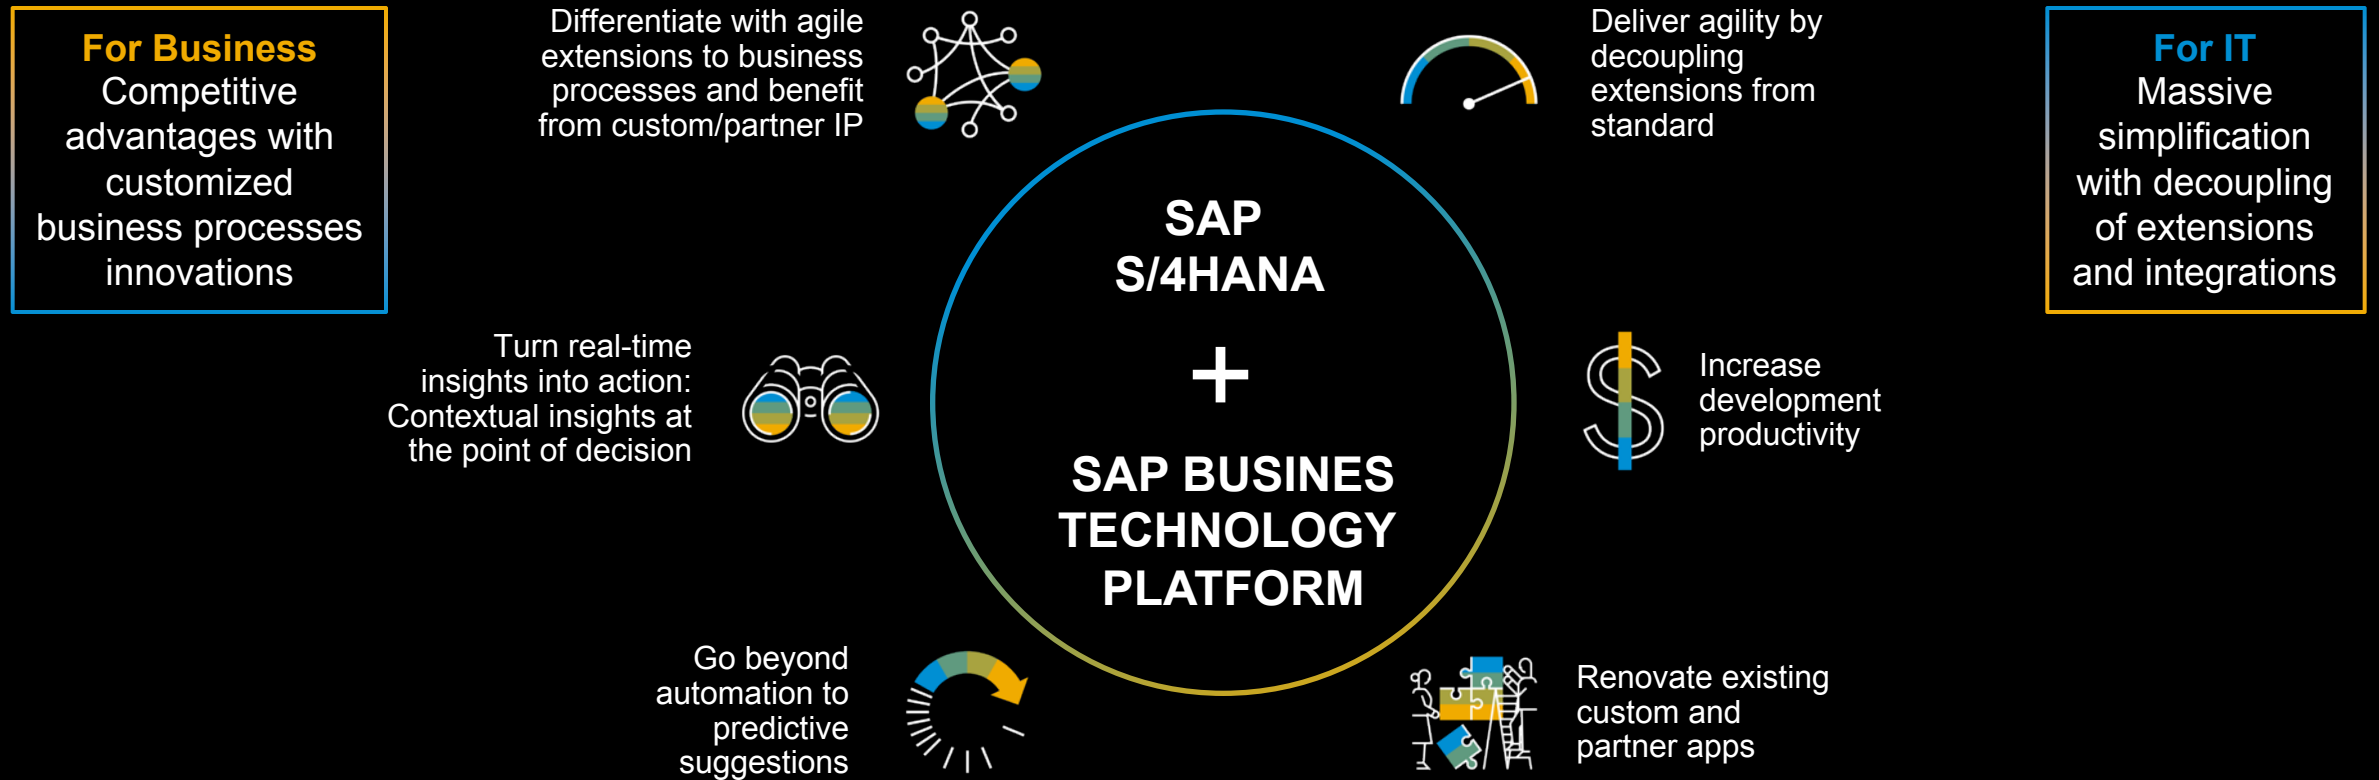 For Business
Competitive
advantages with
customized
business processes
innovations
Differentiate with agile
extensions to business
processes and benefit
from custom/partner IP
Turn real-time
insights into action:
Contextual insights at
the point of decision
Go beyond
automation to
predictive
suggestions
SAP
S/4HANA
+
SAP BUSINES
TECHNOLOGY
PLATFORM
Deliver agility by
decoupling
extensions from
standard
Increase
development
productivity
Renovate existing
custom and
partner apps
For IT
Massive
simplification
with decoupling
of extensions
and integrations